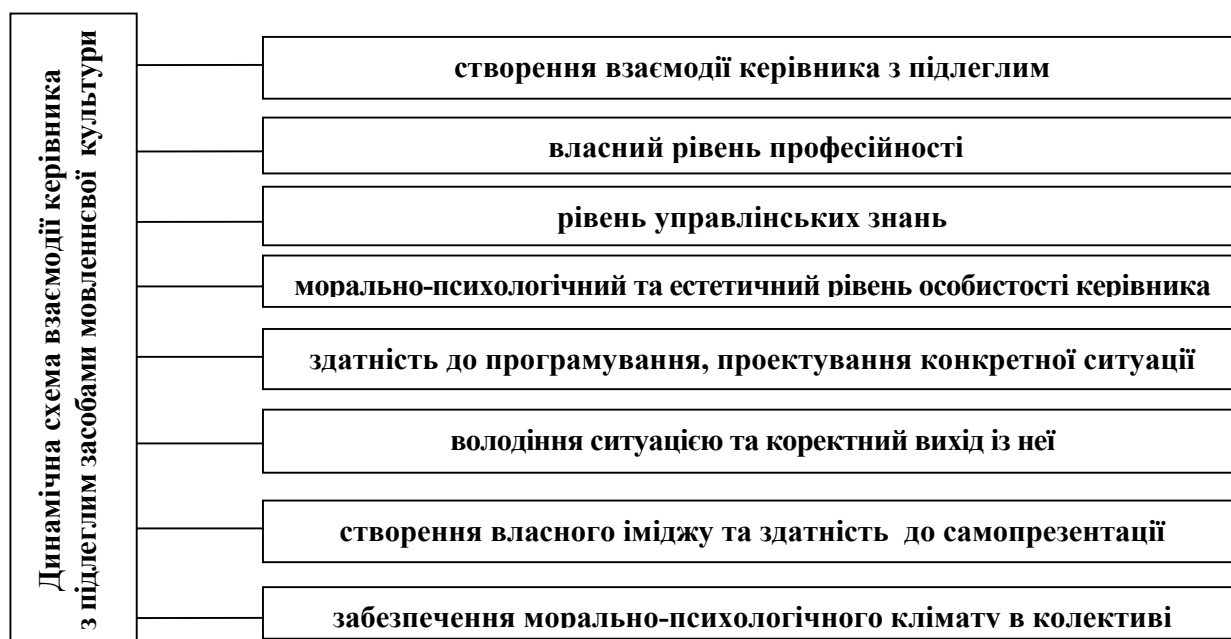 Динамічна схема взаємодії керівника
з підлеглим засобами мовленнєвої культури
створення взаємодії керівника з підлеглим
власний рівень професійності
рівень управлінських знань
морально-психологічний та естетичний рівень особистості керівника
здатність до програмування, проектування конкретної ситуації
володіння ситуацією та коректний вихід із неї
створення власного іміджу та здатність до самопрезентації
забезпечення морально-психологічного клімату в колективі